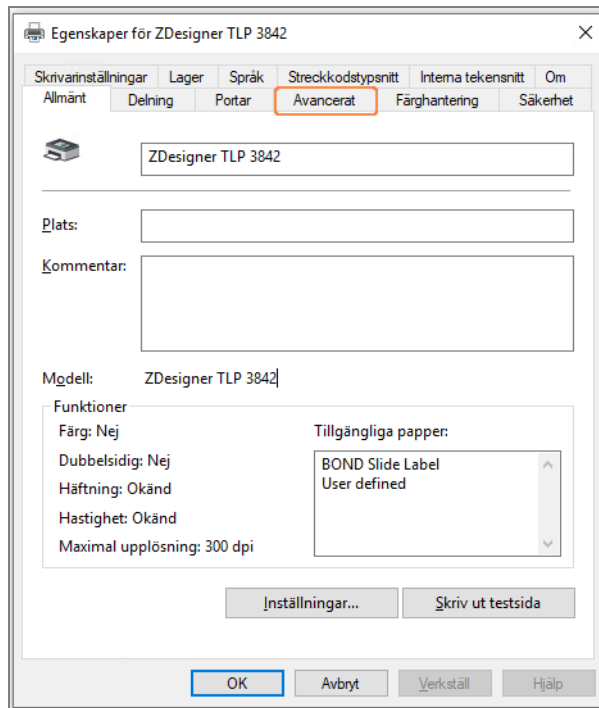 Egenskaper för ZDesigner TLP 3842
Skrivarinställningar Lager Språk Streckkodstypsnitt Interna tekensnitt Om
Allmänt Delning Portar Avancerat Färghantering Säkerhet
ZDesigner TLP 3842
Plats:
Kommentar:
Modell: ZDesigner TLP 3842
Funktioner
Färg: Nej
Dubbelsidig: Nej
Häftning: Okänd
Hastighet: Okänd
Maximal upplösning: 300 dpi
Tillgängliga papper:
BOND Slide Label
User defined
Inställningar... Skriv ut testsida
OK Avbryt Verkställ Hjälp